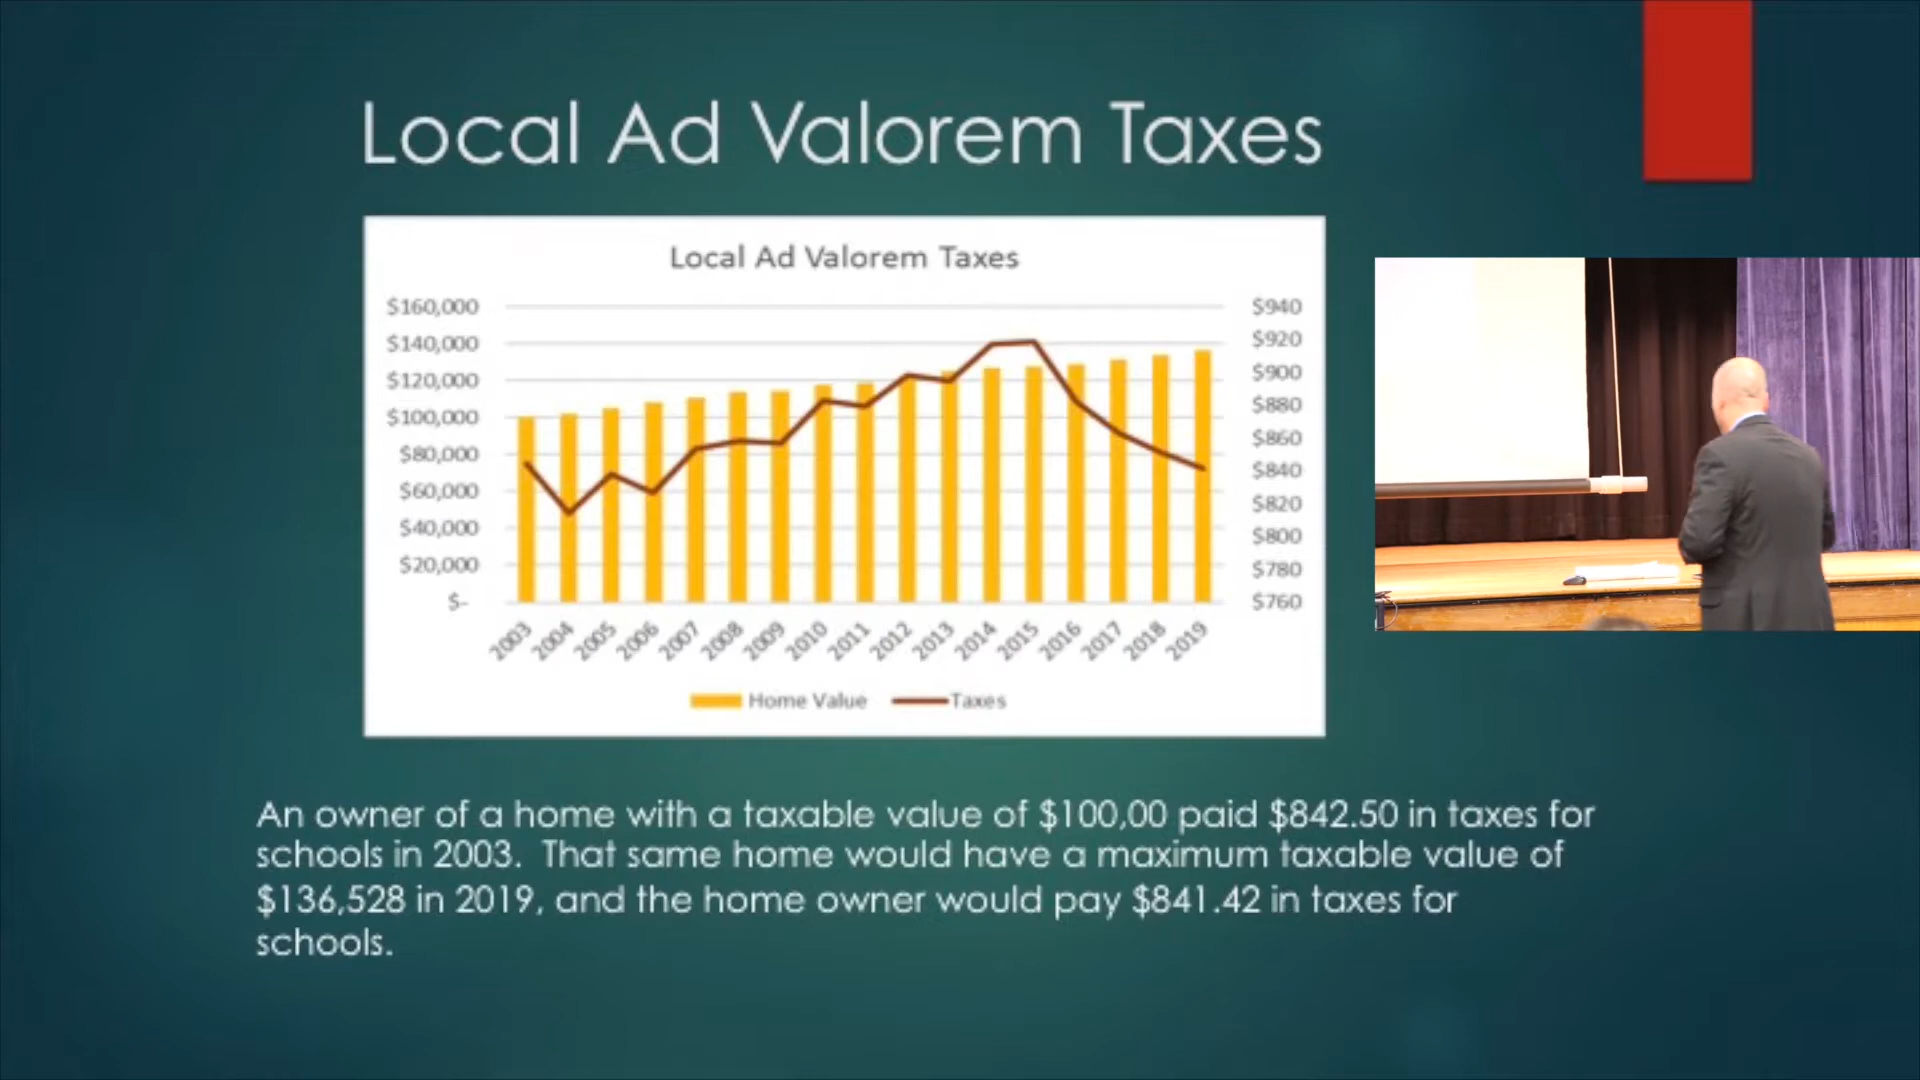 Local Ad Valorem Taxes
Local Ad Valorem Taxes
$160,000
$140,000
$120,000
$100,000
$80,000
$60,000
$40,000
$20,000
$-
$940
$920
$900
$880
$860
$840
$820
$800
$780
$760
2003 2004 2005 2006 2007 2008 2009 2010 2011 2012 2013 2014 2015 2016 2017 2018 2019
Home Value Taxes
An owner of a home with a taxable value of $100,00 paid $842.50 in taxes for
schools in 2003. That same home would have a maximum taxable value of
$136,528 in 2019, and the home owner would pay $841.42 in taxes for
schools.